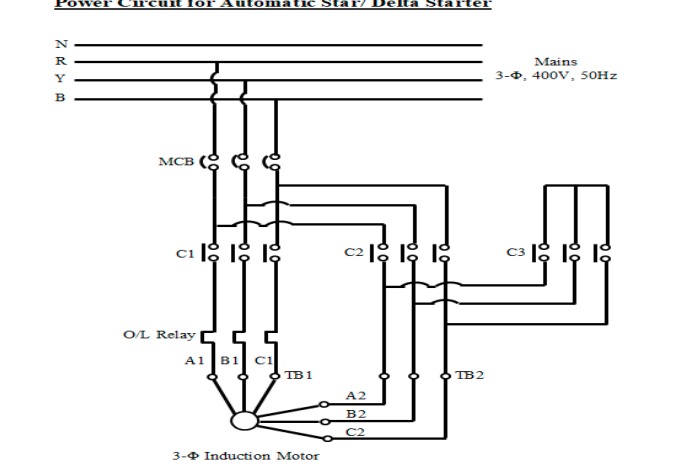 Power Circuit for Automatic Star/ Delta Starter
N
R
Y
B
Mains
3-Φ, 400V, 50Hz
MCB
C1
C2
C3
O/L Relay
A1 B1 C1
TB1
TB2
A2
B2
C2
3-Φ Induction Motor